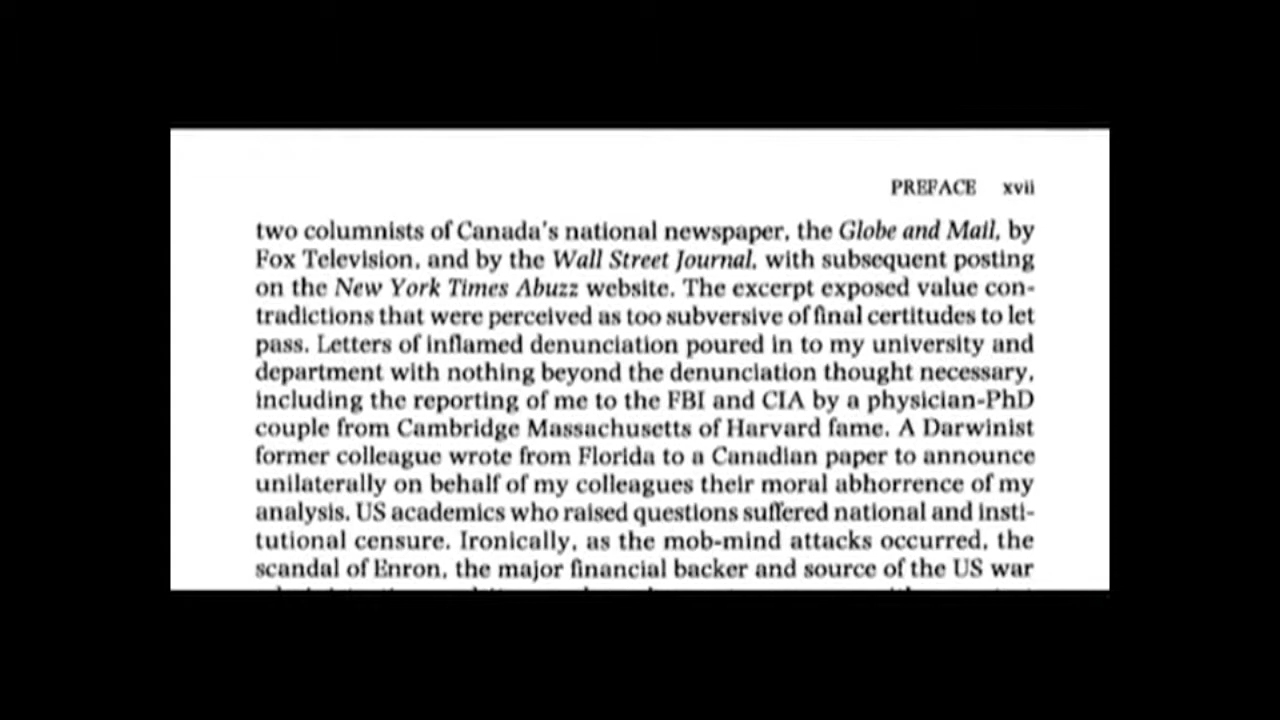 PREFACE xvii
two columnists of Canada's national newspaper, the Globe and Mail, by
Fox Television, and by the Wall Street Journal, with subsequent posting
on the New York Times Abuzz website. The excerpt exposed value con-
tradictions that were perceived as too subversive of final certitudes to let
pass. Letters of inflamed denunciation poured in to my university and
department with nothing beyond the denunciation thought necessary,
including the reporting of me to the FBI and CIA by a physician-PhD
couple from Cambridge Massachusetts of Harvard fame. A Darwinist
former colleague wrote from Florida to a Canadian paper to announce
unilaterally on behalf of my colleagues their moral abhorrence of my
analysis. US academics who raised questions suffered national and insti-
tutional censure. Ironically, as the mob-mind attacks occurred, the
scandal of Enron, the major financial backer and source of the US war